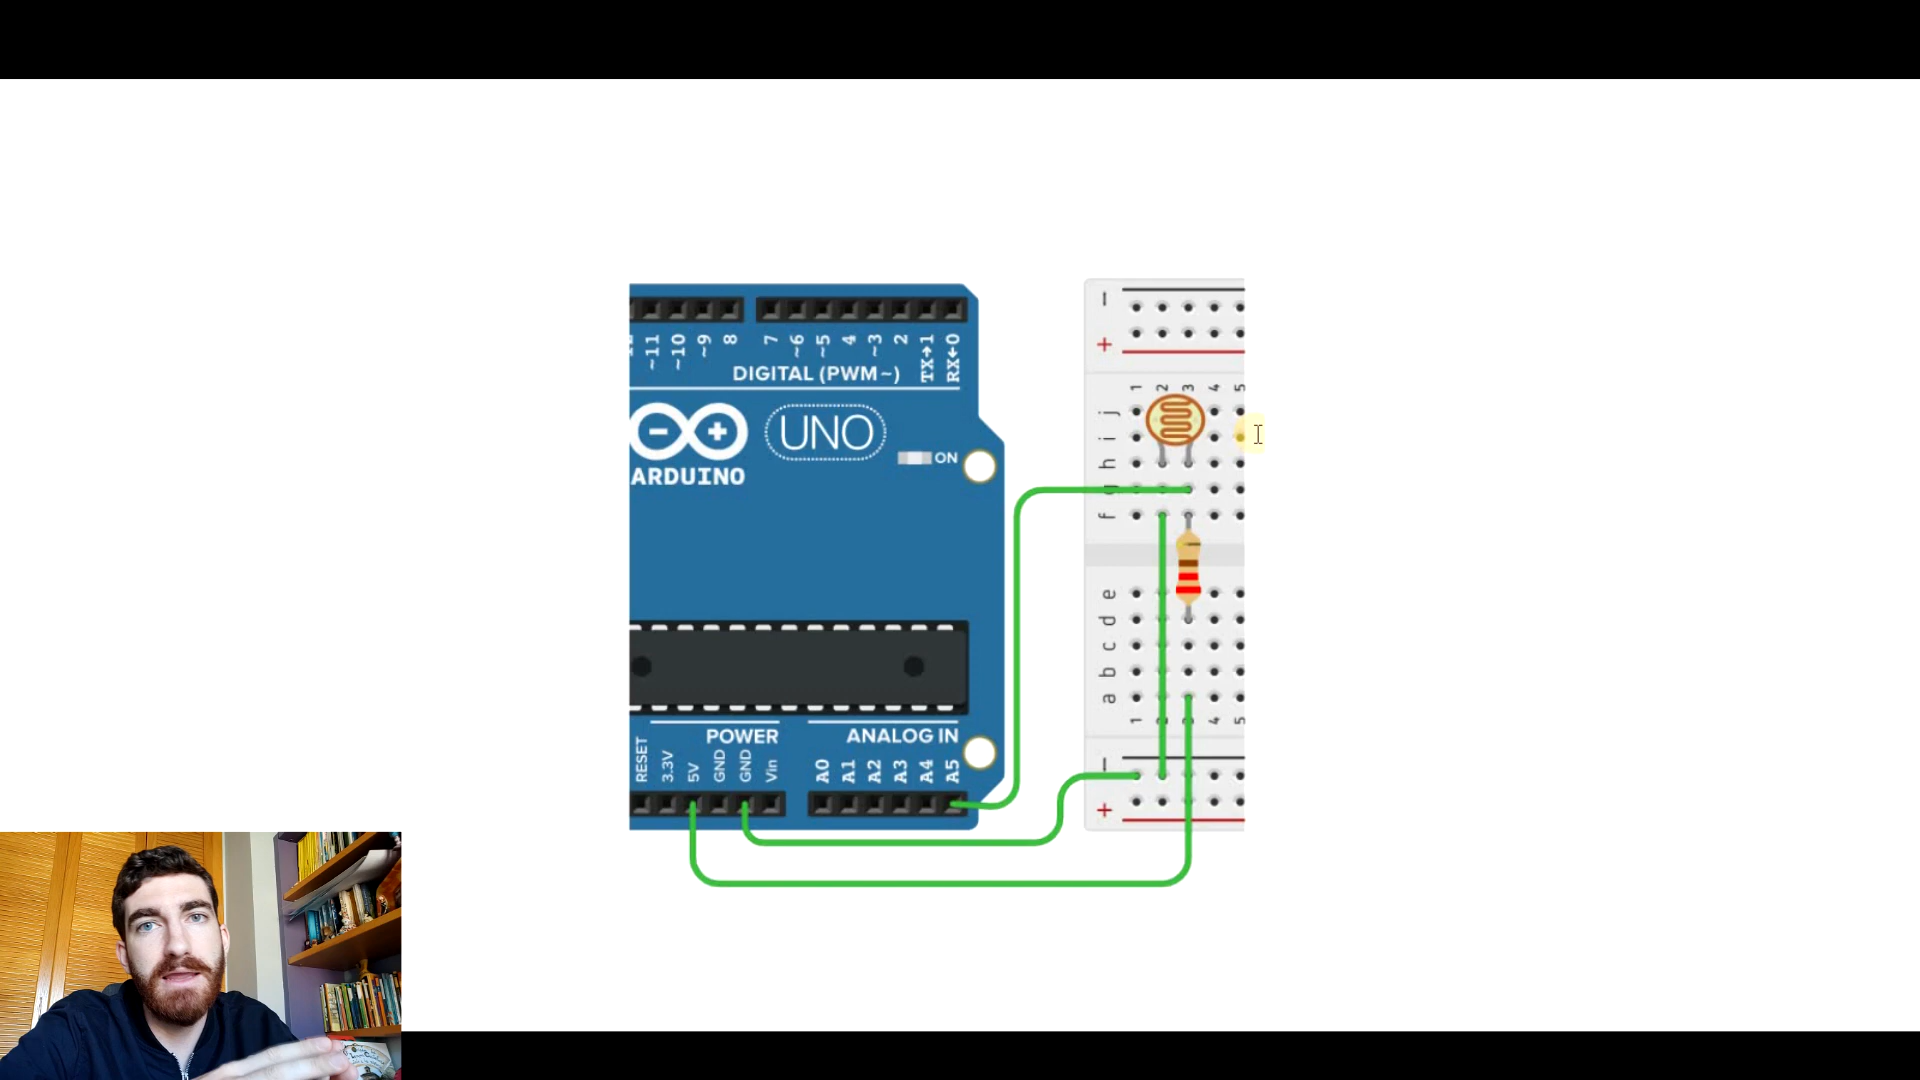 ~11 ~10 ~9 8 7 ~6 ~5 4 ~3 2 TX→1 RX←0
DIGITAL (PWM~)
UNO
ON
ARDUINO
POWER
ANALOG IN
RESET 3.3V 5V GND GND Vin A0 A1 A2 A3 A4 A5
−
+
1 2 3 4 5
j
i
h
g
f
e
d
c
b
a
1 4 5
−
+